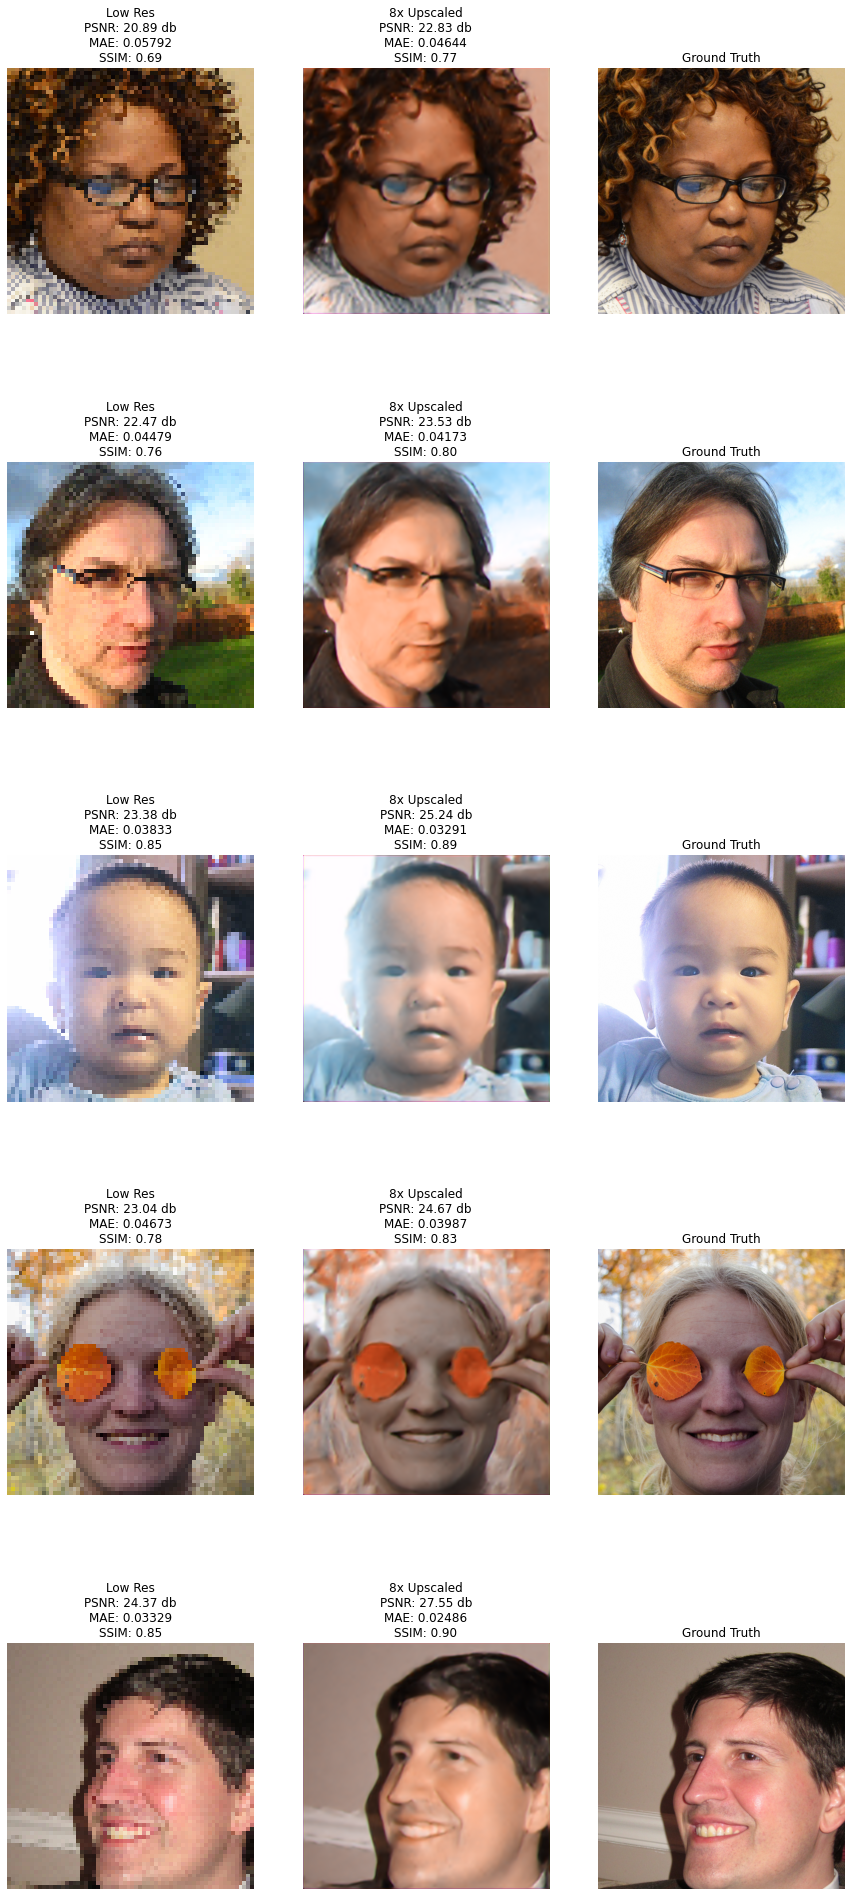 Low Res
PSNR: 20.89 db
MAE: 0.05792
SSIM: 0.69
8x Upscaled
PSNR: 22.83 db
MAE: 0.04644
SSIM: 0.77
Ground Truth
Low Res
PSNR: 22.47 db
MAE: 0.04479
SSIM: 0.76
8x Upscaled
PSNR: 23.53 db
MAE: 0.04173
SSIM: 0.80
Ground Truth
Low Res
PSNR: 23.38 db
MAE: 0.03833
SSIM: 0.85
8x Upscaled
PSNR: 25.24 db
MAE: 0.03291
SSIM: 0.89
Ground Truth
Low Res
PSNR: 23.04 db
MAE: 0.04673
SSIM: 0.78
8x Upscaled
PSNR: 24.67 db
MAE: 0.03987
SSIM: 0.83
Ground Truth
Low Res
PSNR: 24.37 db
MAE: 0.03329
SSIM: 0.85
8x Upscaled
PSNR: 27.55 db
MAE: 0.02486
SSIM: 0.90
Ground Truth